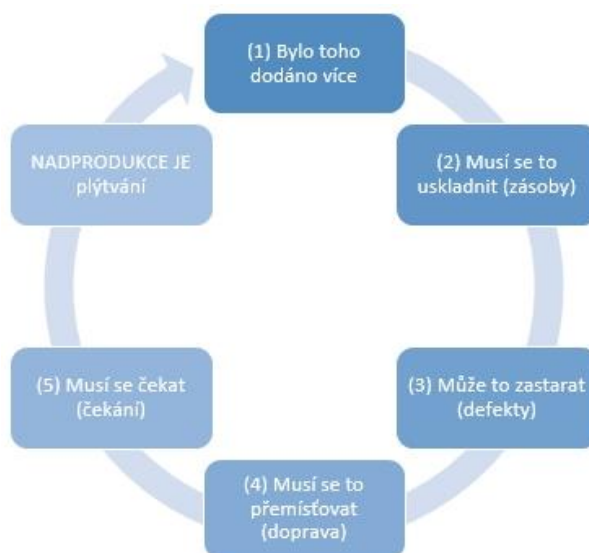 (1) Bylo toho
dodáno více
(2) Musí se to
uskladnit (zásoby)
(3) Může to zastarat
(defekty)
(4) Musí se to
přemísťovat
(doprava)
(5) Musí se čekat
(čekání)
NADPRODUKCE JE
plýtvání